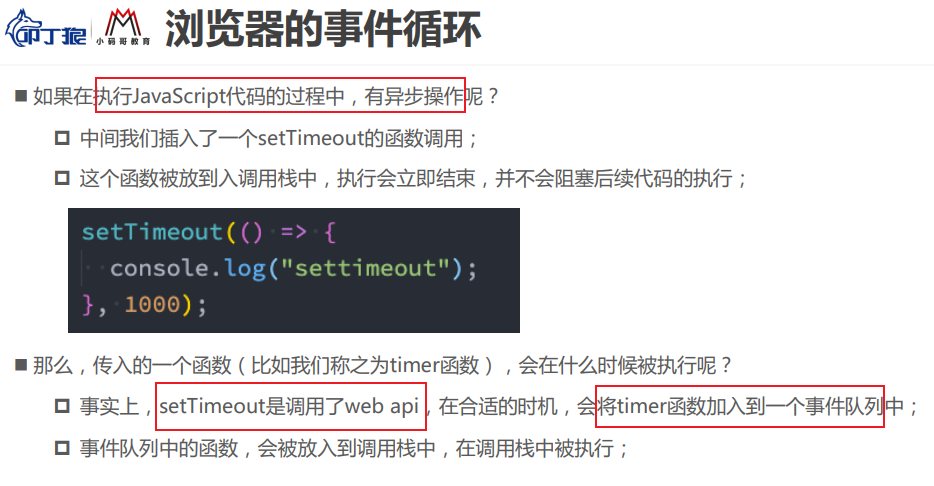 叩丁狼 小码哥教育 浏览器的事件循环
如果在执行JavaScript代码的过程中，有异步操作呢？
中间我们插入了一个setTimeout的函数调用；
这个函数被放到入调用栈中，执行会立即结束，并不会阻塞后续代码的执行；
setTimeout(() => {
console.log("settimeout");
}, 1000);
那么，传入的一个函数（比如我们称之为timer函数），会在什么时候被执行呢？
事实上，setTimeout是调用了web api，在合适的时机，会将timer函数加入到一个事件队列中；
事件队列中的函数，会被放入到调用栈中，在调用栈中被执行；